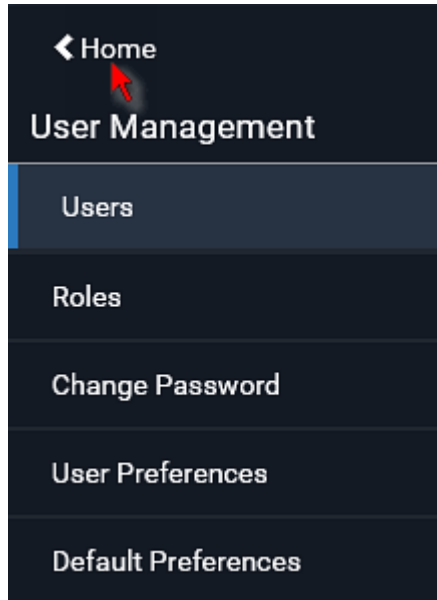 Home
User Management
Users
Roles
Change Password
User Preferences
Default Preferences